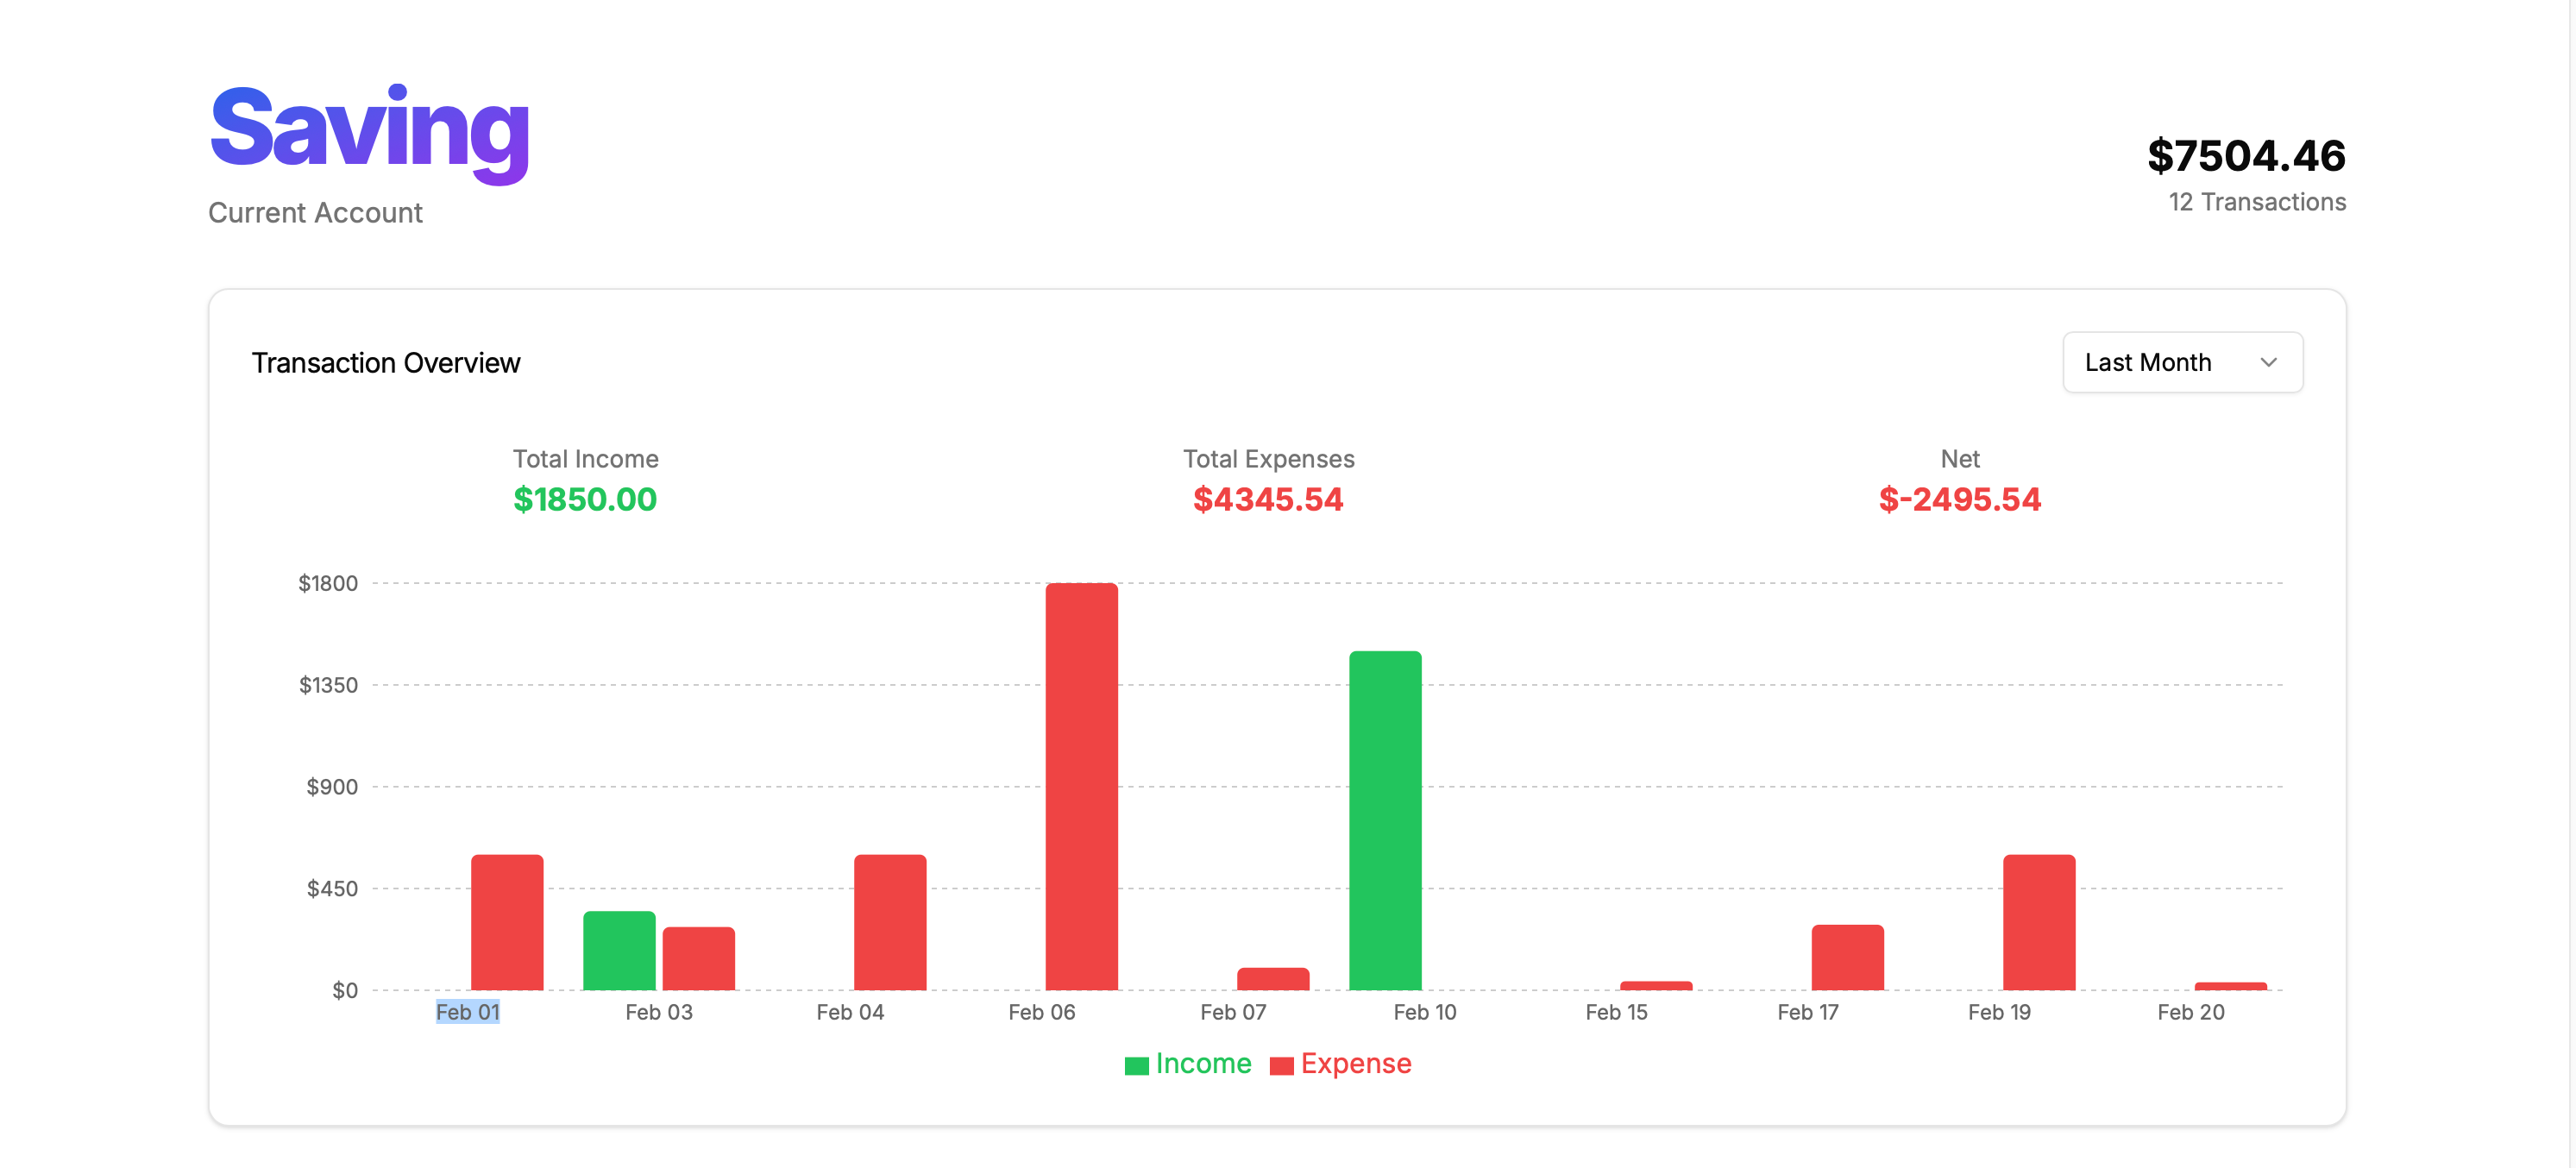 Saving
Current Account
$7504.46
12 Transactions
Transaction Overview
Last Month
Total Income
$1850.00
Total Expenses
$4345.54
Net
$-2495.54
$1800
$1350
$900
$450
$0
Feb 01 Feb 03 Feb 04 Feb 06 Feb 07 Feb 10 Feb 15 Feb 17 Feb 19 Feb 20
Income Expense